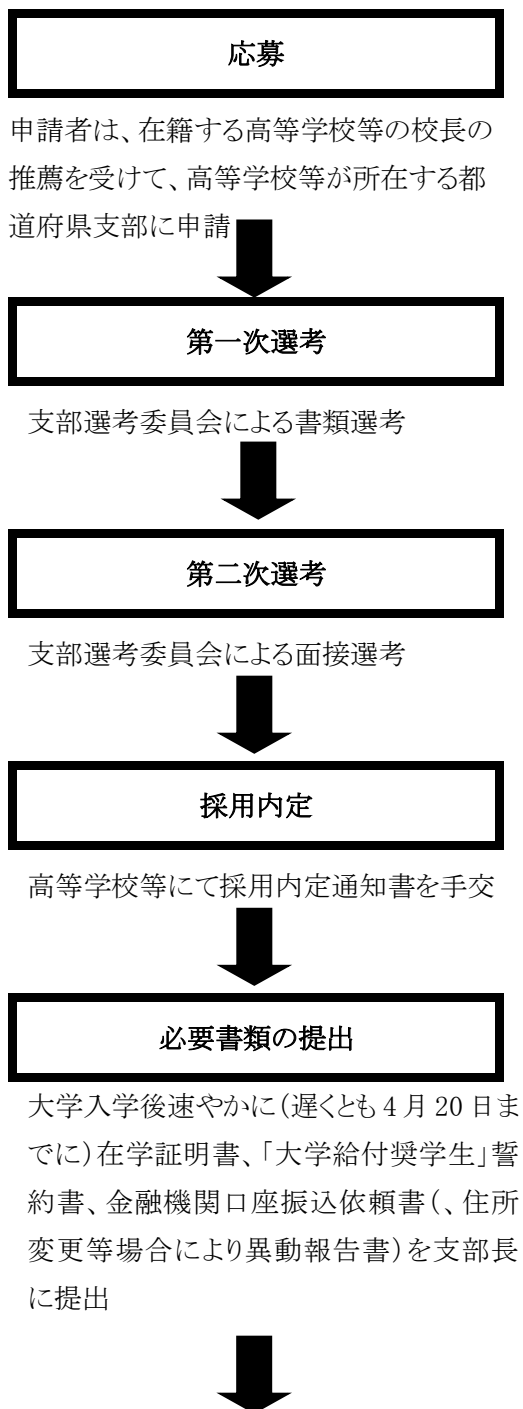 応募
申請者は、在籍する高等学校等の校長の
推薦を受けて、高等学校等が所在する都
道府県支部に申請
第一次選考
支部選考委員会による書類選考
第二次選考
支部選考委員会による面接選考
採用内定
高等学校等にて採用内定通知書を手交
必要書類の提出
大学入学後速やかに(遅くとも4月20日ま
でに)在学証明書、「大学給付奨学生」誓
約書、金融機関口座振込依頼書(、住所
変更等場合により異動報告書)を支部長
に提出